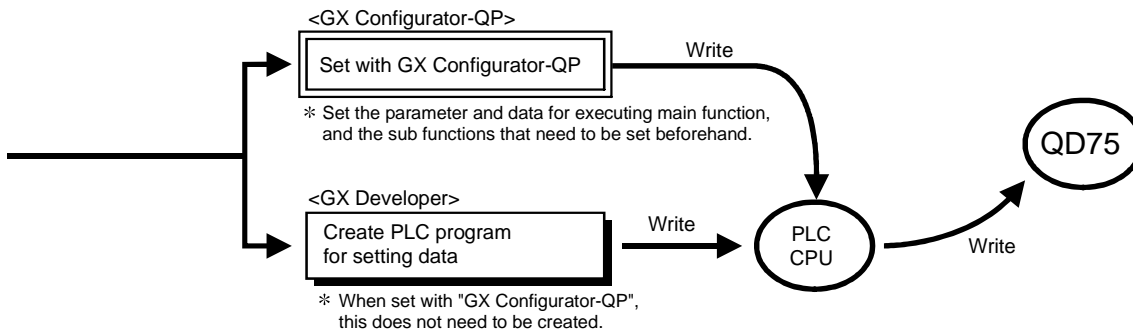 <GX Configurator-QP>
Set with GX Configurator-QP
Write
* Set the parameter and data for executing main function,
and the sub functions that need to be set beforehand.
QD75
<GX Developer>
Create PLC program
for setting data
Write
PLC
CPU
Write
* When set with "GX Configurator-QP",
this does not need to be created.